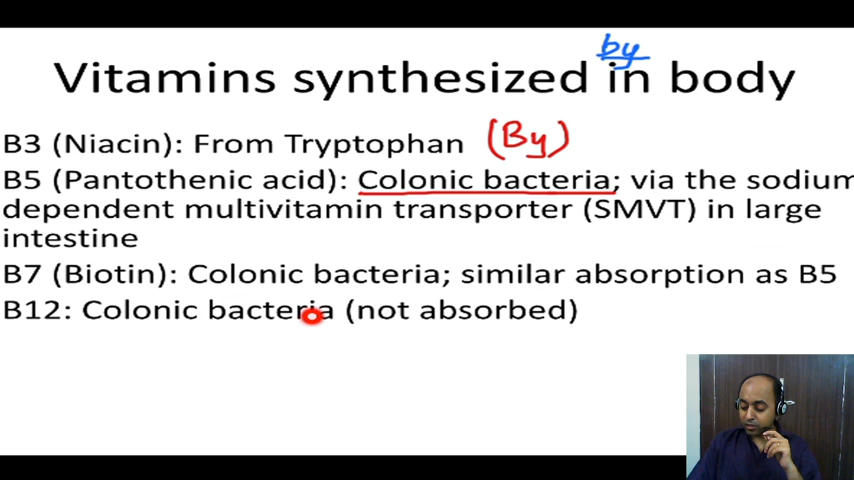 by
Vitamins synthesized in body
B3 (Niacin): From Tryptophan (By)
B5 (Pantothenic acid): Colonic bacteria; via the sodium
dependent multivitamin transporter (SMVT) in large
intestine
B7 (Biotin): Colonic bacteria; similar absorption as B5
B12: Colonic bacteria (not absorbed)